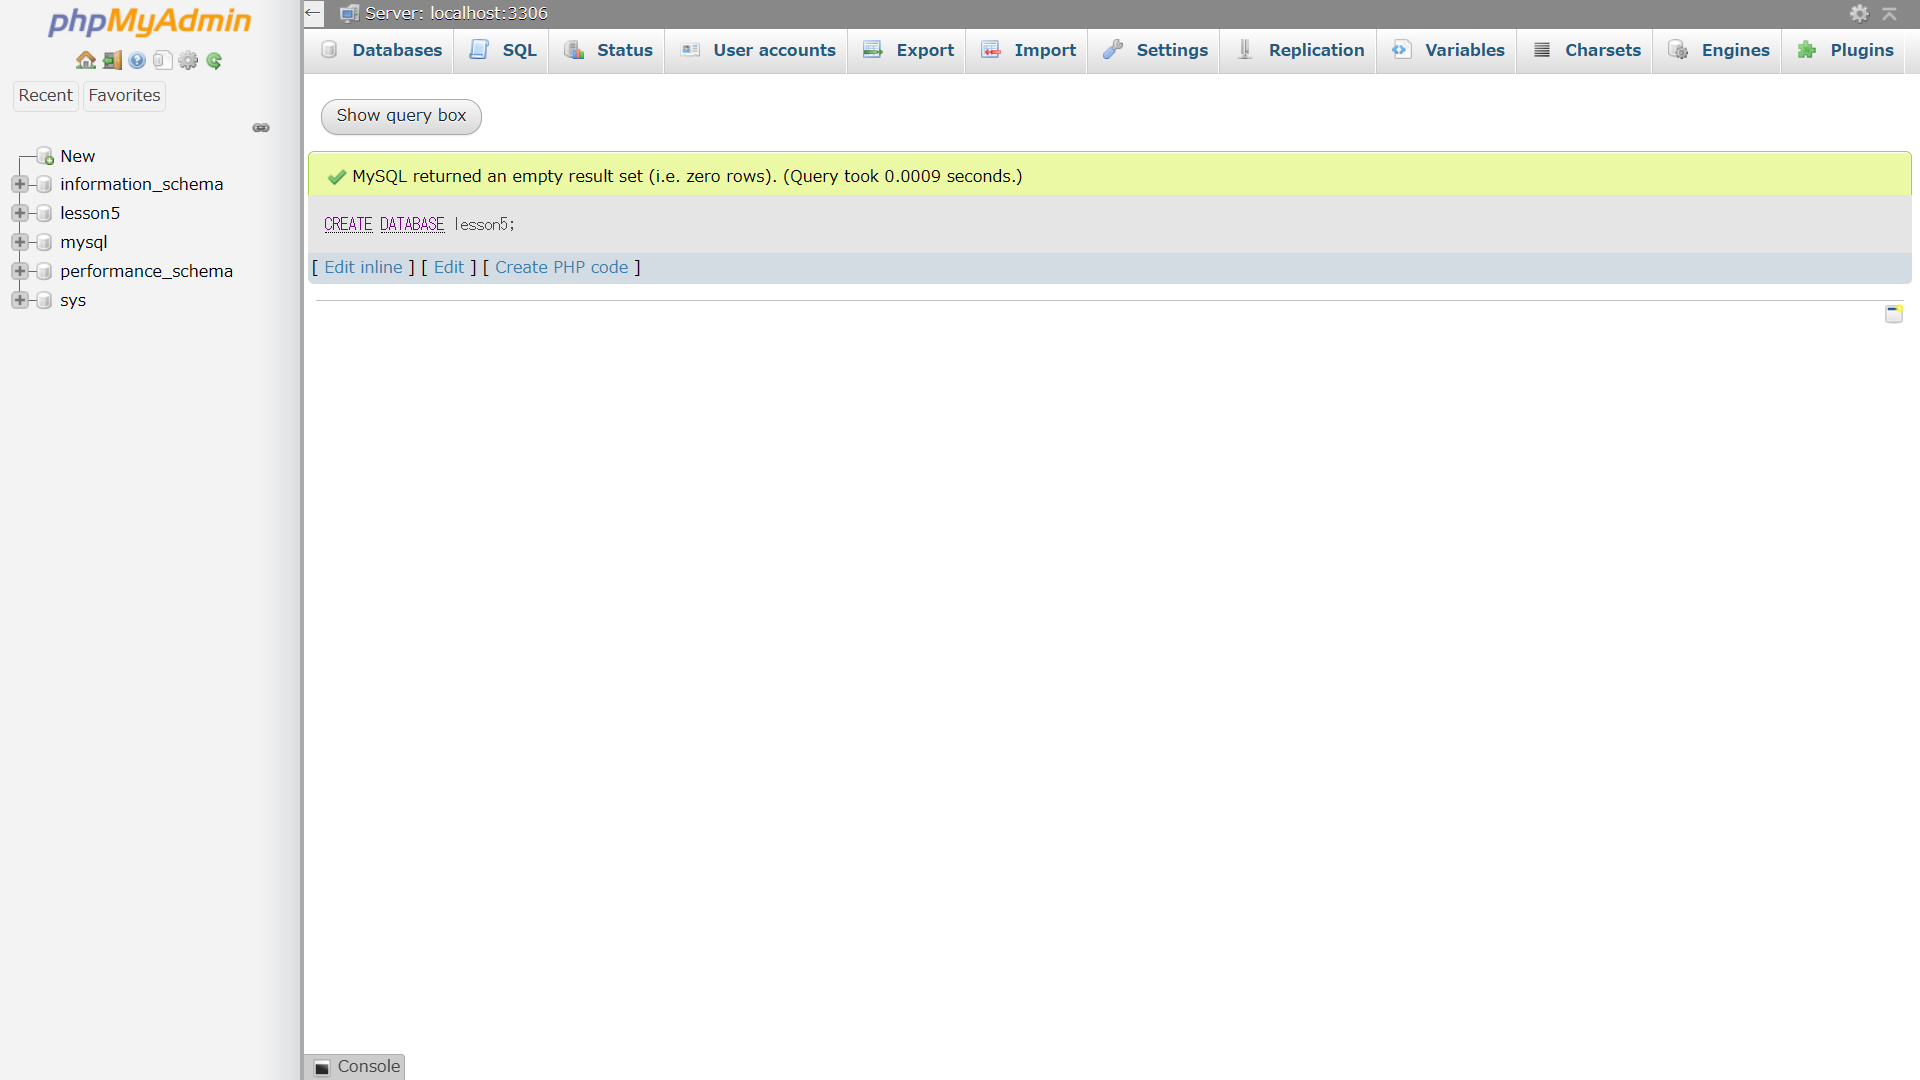 phpMyAdmin
Recent Favorites
New
information_schema
lesson5
mysql
performance_schema
sys
Server: localhost:3306
Databases SQL Status User accounts Export Import Settings Replication Variables Charsets Engines Plugins
Show query box
MySQL returned an empty result set (i.e. zero rows). (Query took 0.0009 seconds.)
CREATE DATABASE lesson5;
[ Edit inline ] [ Edit ] [ Create PHP code ]
Console